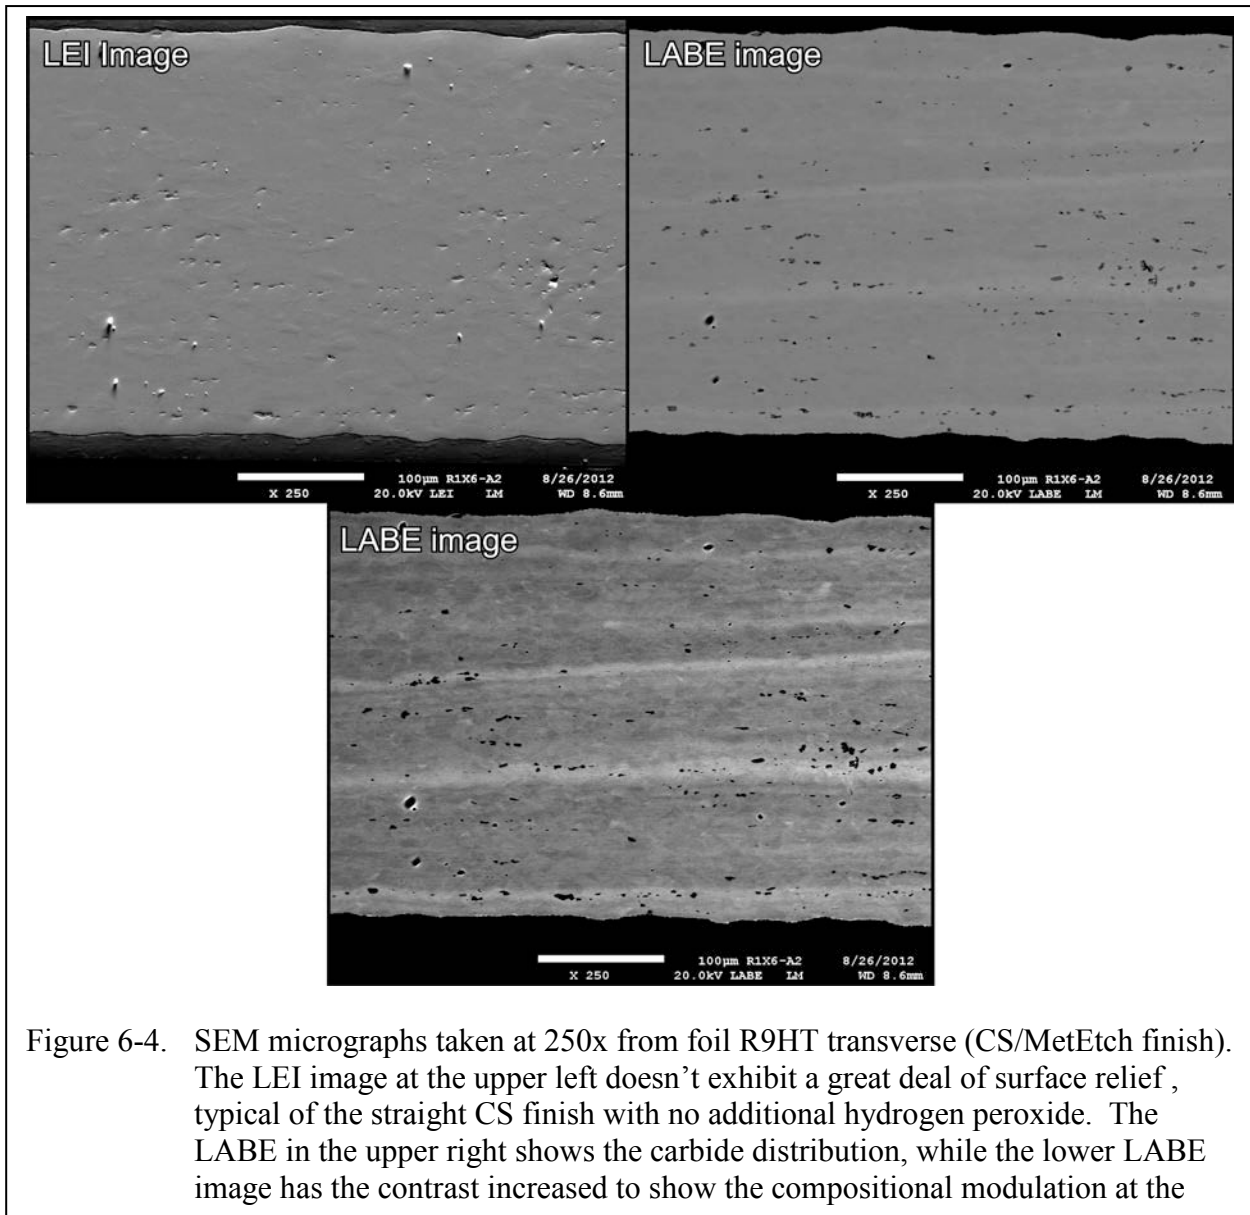 LEI Image
LABE image
100µm R1X6-A2 8/26/2012
X 250 20.0kV LEI LM WD 8.6mm
100µm R1X6-A2 8/26/2012
X 250 20.0kV LABE LM WD 8.6mm
LABE image
100µm R1X6-A2 8/26/2012
X 250 20.0kV LABE LM WD 8.6mm
Figure 6-4. SEM micrographs taken at 250x from foil R9HT transverse (CS/MetEtch finish).
The LEI image at the upper left doesn’t exhibit a great deal of surface relief ,
typical of the straight CS finish with no additional hydrogen peroxide. The
LABE in the upper right shows the carbide distribution, while the lower LABE
image has the contrast increased to show the compositional modulation at the